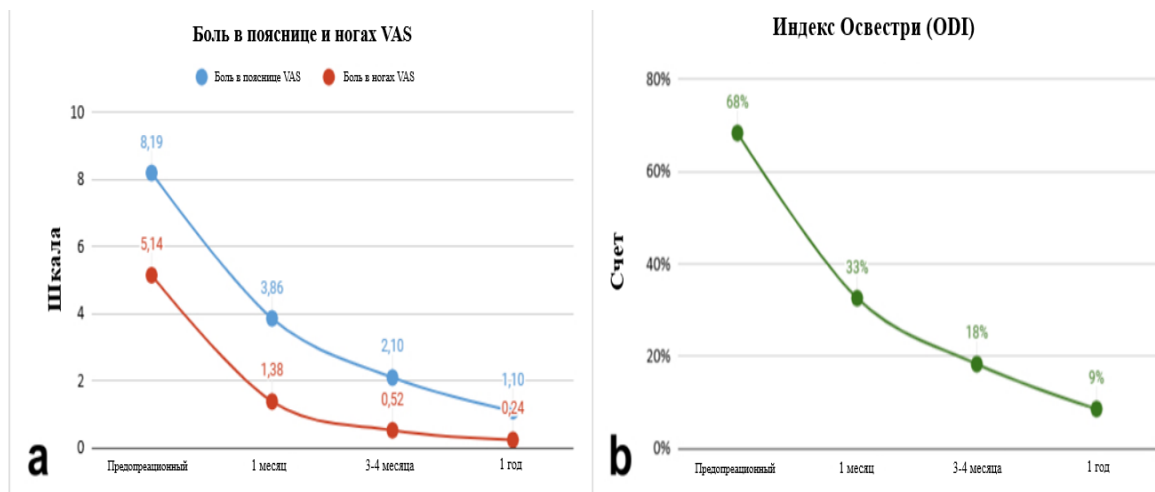 Боль в пояснице и ногах VAS
Боль в пояснице VAS
Боль в ногах VAS
Шкала
10
8
6
4
2
0
8,19
5,14
3,86
1,38
2,10
0,52
1,10
0,24
Предопреационный
1 месяц
3-4 месяца
1 год
a
Индекс Освестри (ODI)
Счет
80%
60%
40%
20%
0%
68%
33%
18%
9%
Предопреационный
1 месяц
3-4 месяца
1 год
b